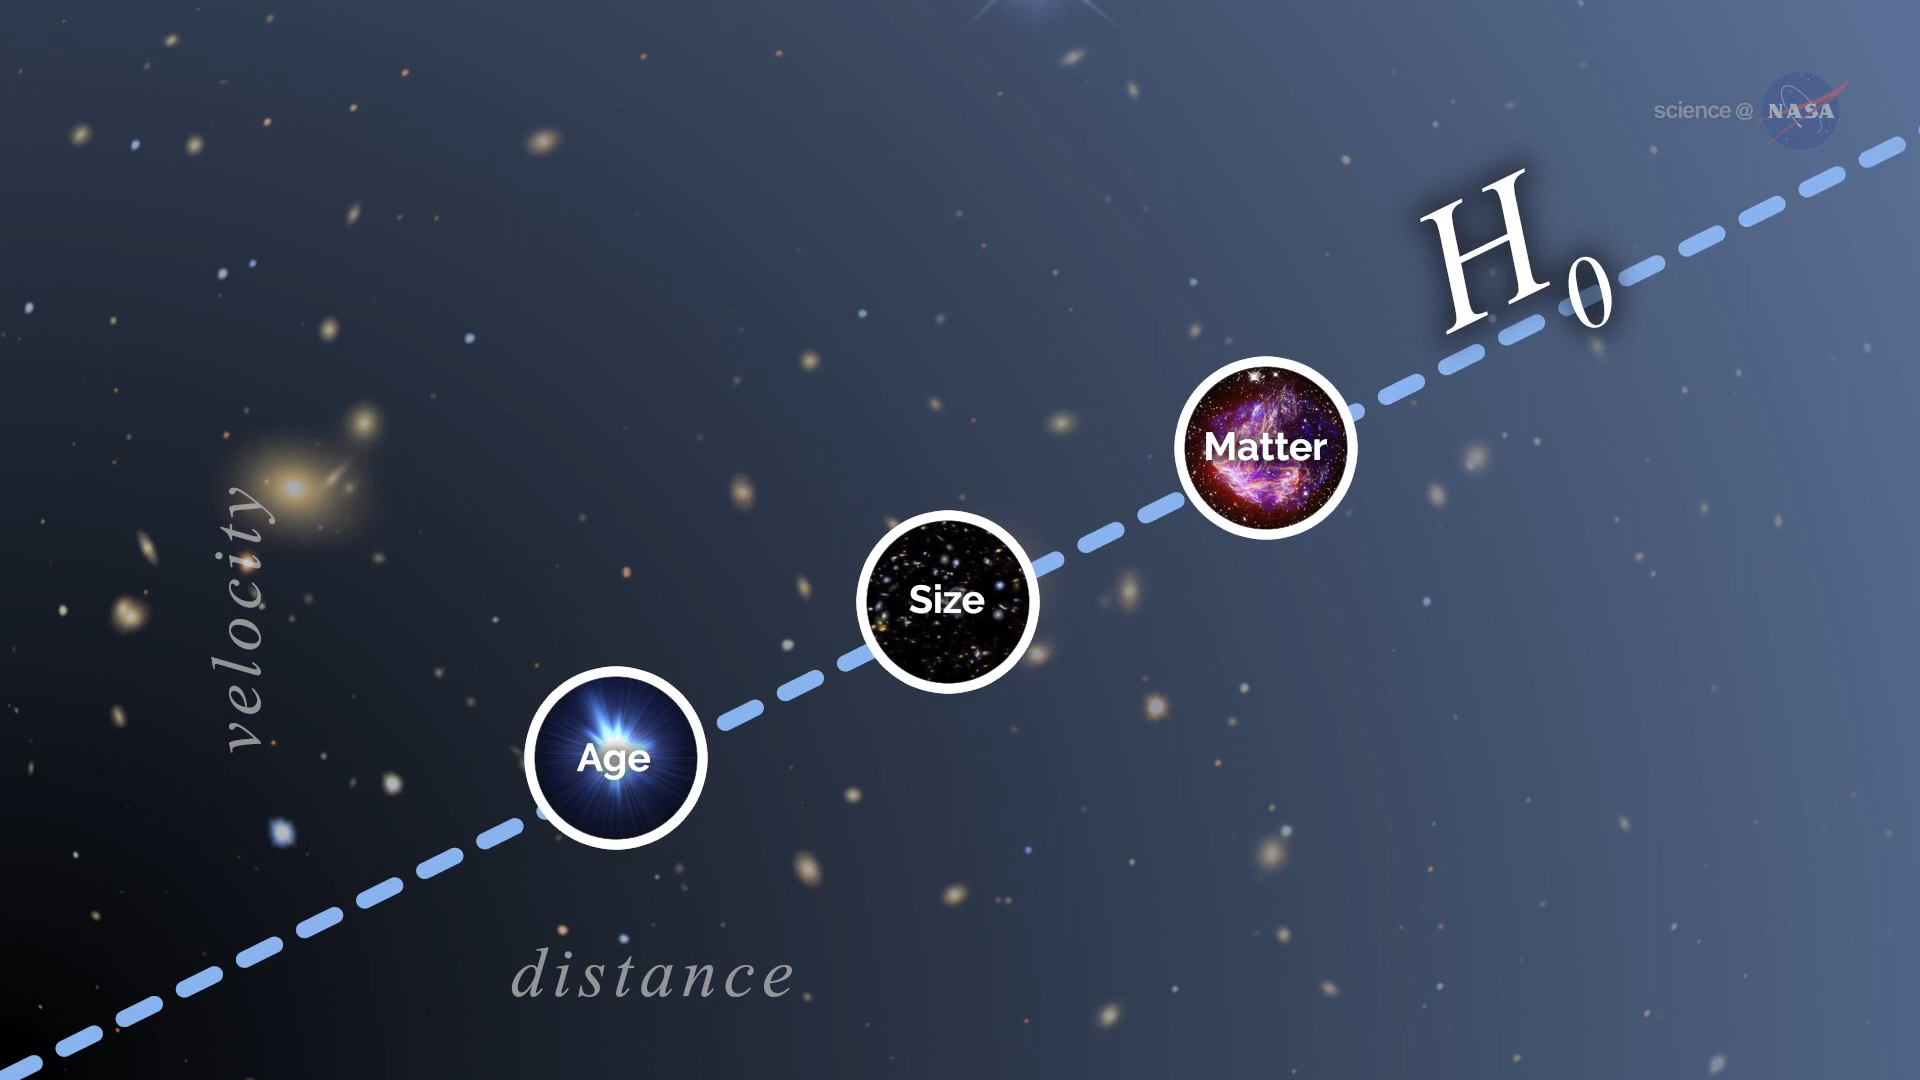 science @ NASA
H0
Matter
Size
velocity
Age
distance